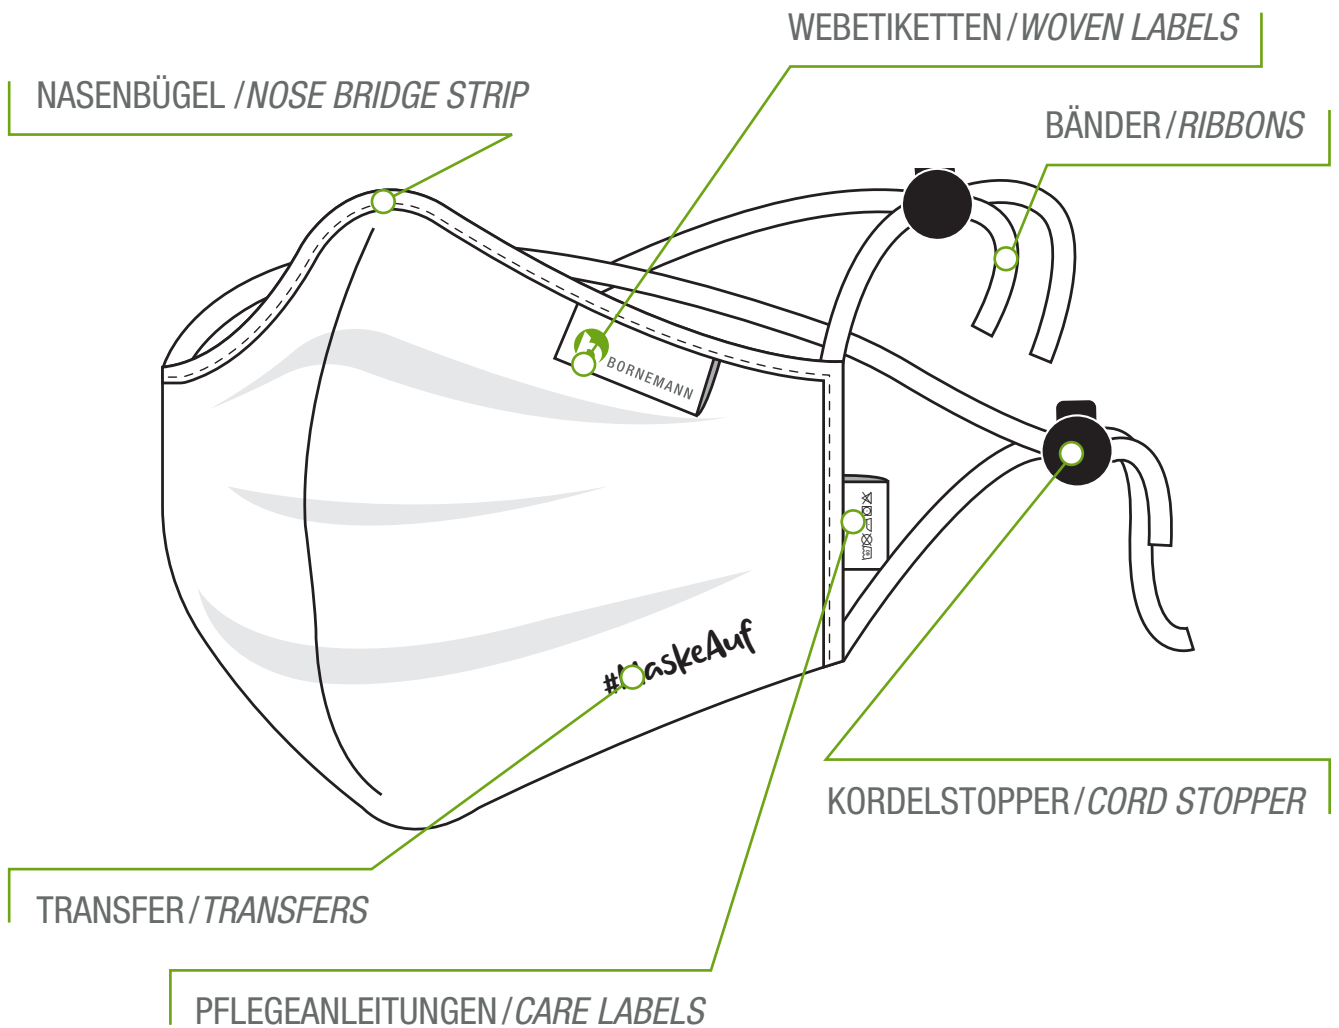 WEBETIKETTEN / WOVEN LABELS
NASENBÜGEL / NOSE BRIDGE STRIP
BÄNDER / RIBBONS
BORNEMANN
#MaskeAuf
KORDELSTOPPER / CORD STOPPER
TRANSFER / TRANSFERS
PFLEGEANLEITUNGEN / CARE LABELS